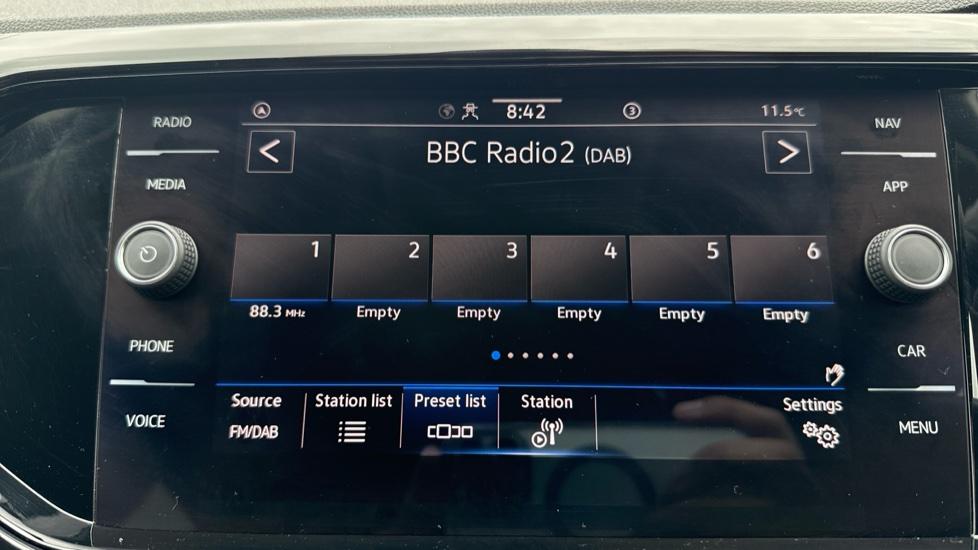 RADIO
MEDIA
PHONE
VOICE
8:42
3
11.5°C
< BBC Radio2 (DAB) >
1 2 3 4 5 6
88.3 MHz Empty Empty Empty Empty Empty
Source Station list Preset list Station Settings
FM/DAB
NAV
APP
CAR
MENU